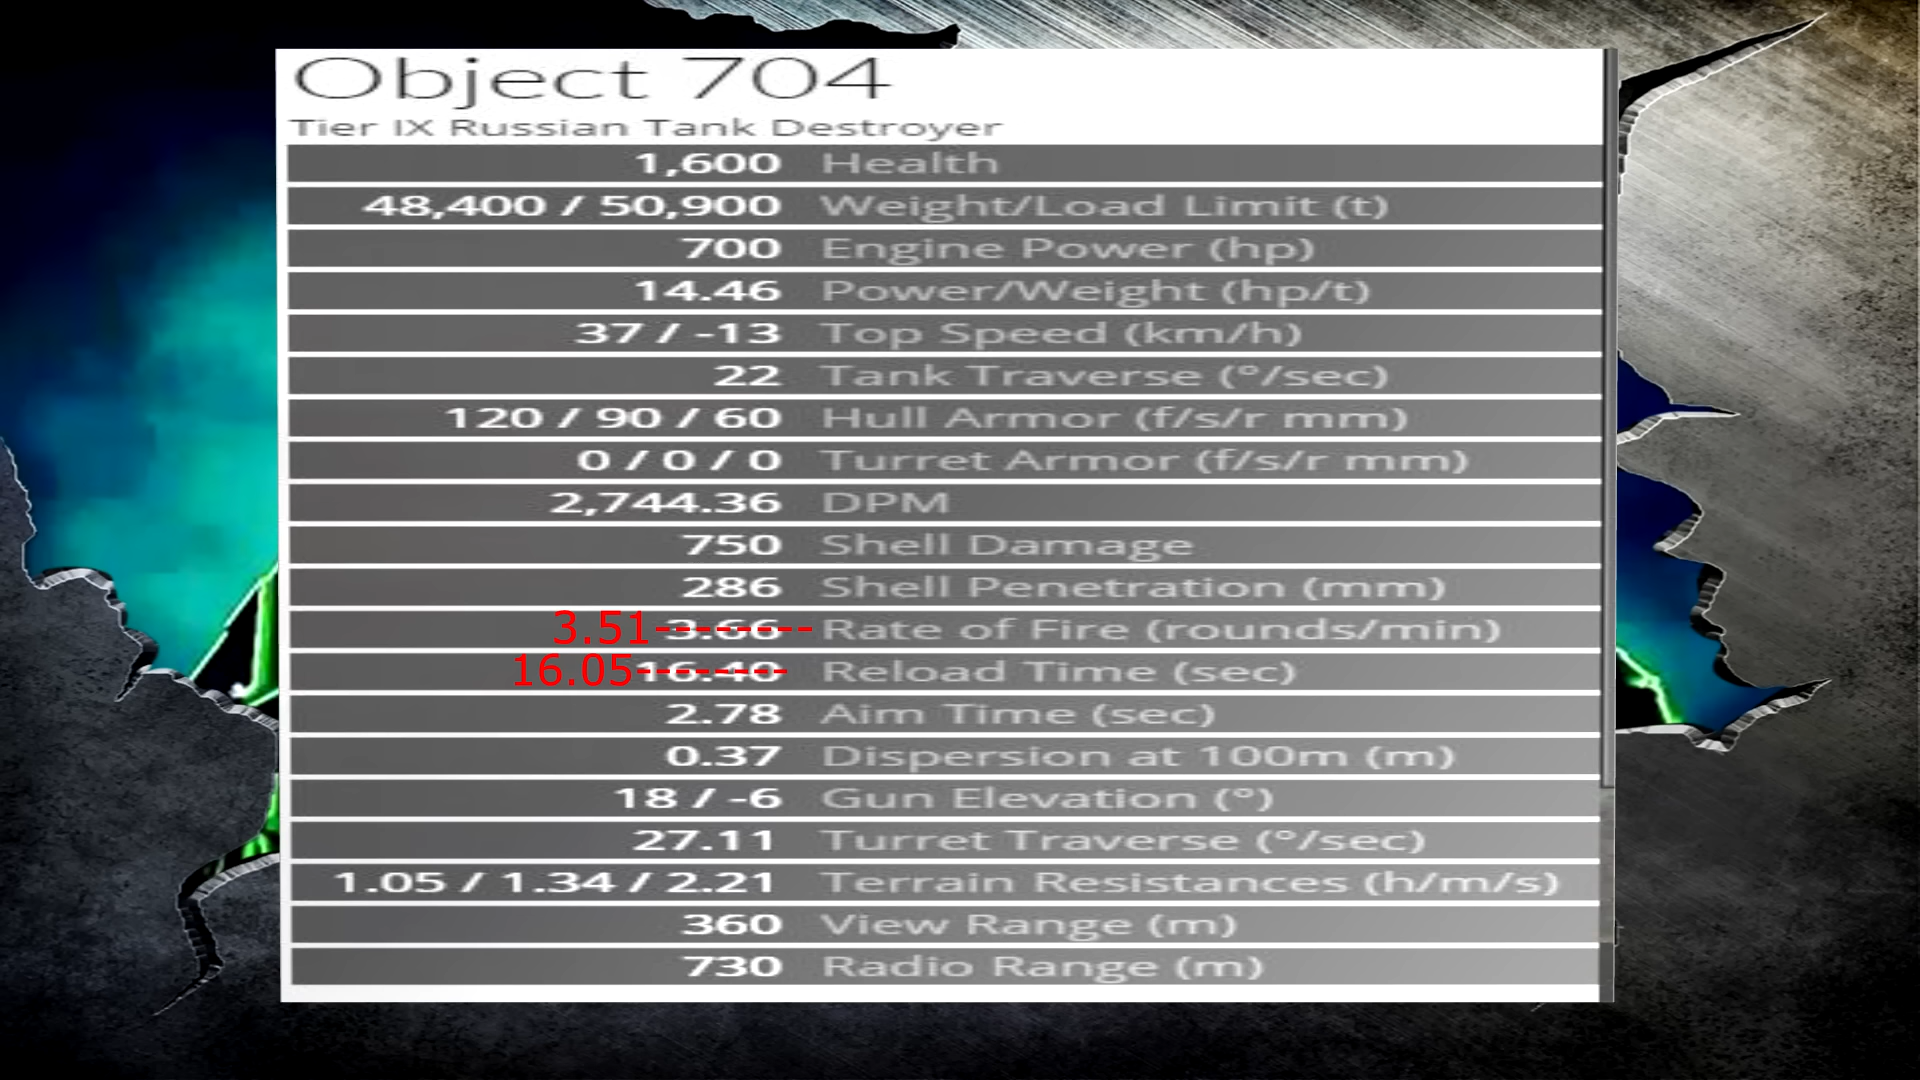 Object 704
Tier IX Russian Tank Destroyer
1,600 Health
48,400 / 50,900 Weight/Load Limit (t)
700 Engine Power (hp)
14.46 Power/Weight (hp/t)
37 / -13 Top Speed (km/h)
22 Tank Traverse (°/sec)
120 / 90 / 60 Hull Armor (f/s/r mm)
0 / 0 / 0 Turret Armor (f/s/r mm)
2,744.36 DPM
750 Shell Damage
286 Shell Penetration (mm)
3.51-------- 3.66 Rate of Fire (rounds/min)
16.05-------- 16.40 Reload Time (sec)
2.78 Aim Time (sec)
0.37 Dispersion at 100m (m)
18 / -6 Gun Elevation (°)
27.11 Turret Traverse (°/sec)
1.05 / 1.34 / 2.21 Terrain Resistances (h/m/s)
360 View Range (m)
730 Radio Range (m)